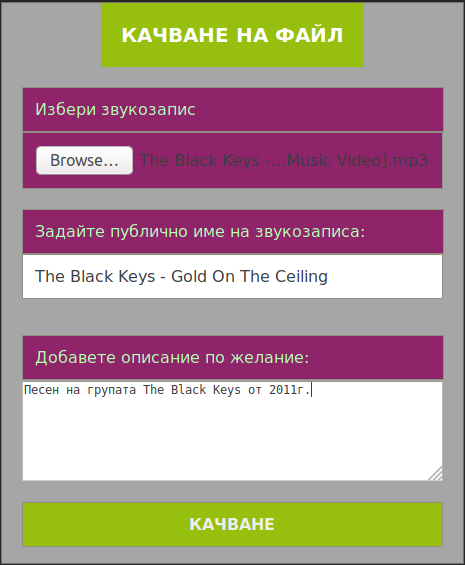 КАЧВАНЕ НА ФАЙЛ
Избери звукозапис
Browse... The Black Keys -...Music Video].mp3
Задайте публично име на звукозаписа:
The Black Keys - Gold On The Ceiling
Добавете описание по желание:
Песен на групата The Black Keys от 2011г.
КАЧВАНЕ